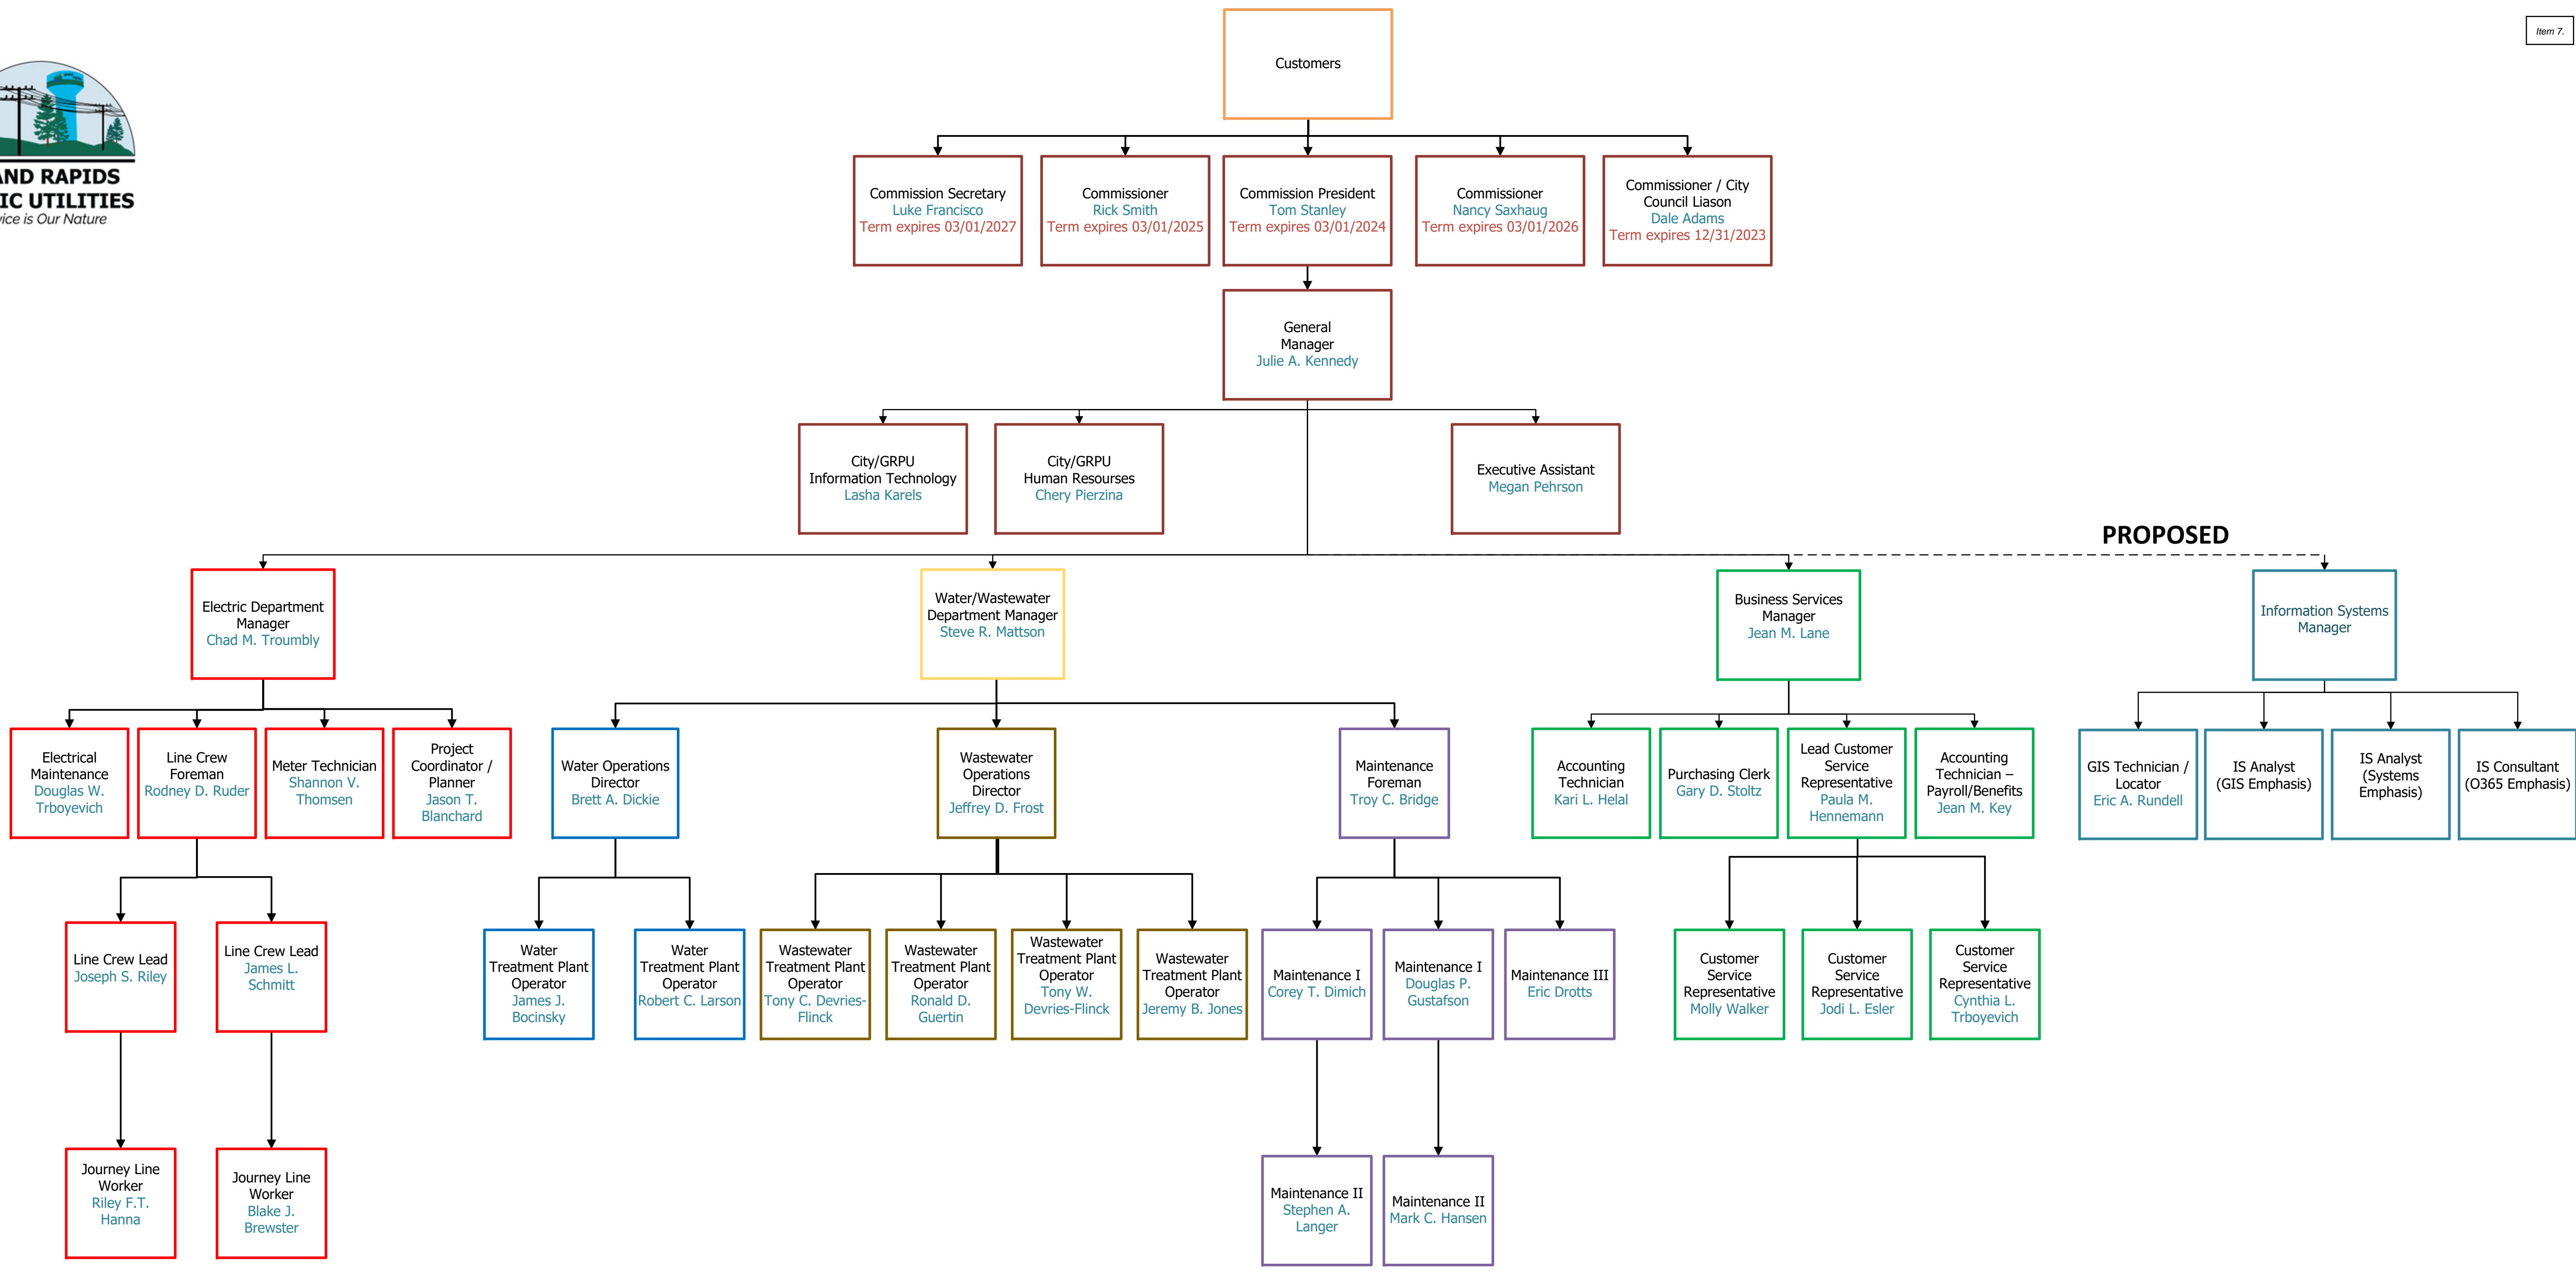 Item 7.
Customers
AND RAPIDS
IC UTILITIES
vice is Our Nature
Commission Secretary
Luke Francisco
Term expires 03/01/2027
Commissioner
Rick Smith
Term expires 03/01/2025
Commission President
Tom Stanley
Term expires 03/01/2024
Commissioner
Nancy Saxhaug
Term expires 03/01/2026
Commissioner / City
Council Liason
Dale Adams
Term expires 12/31/2023
General
Manager
Julie A. Kennedy
City/GRPU
Information Technology
Lasha Karels
City/GRPU
Human Resourses
Chery Pierzina
Executive Assistant
Megan Pehrson
PROPOSED
Electric Department
Manager
Chad M. Troumbly
Water/Wastewater
Department Manager
Steve R. Mattson
Business Services
Manager
Jean M. Lane
Information Systems
Manager
Electrical
Maintenance
Douglas W.
Trboyevich
Line Crew
Foreman
Rodney D. Ruder
Meter Technician
Shannon V.
Thomsen
Project
Coordinator /
Planner
Jason T.
Blanchard
Water Operations
Director
Brett A. Dickie
Wastewater
Operations
Director
Jeffrey D. Frost
Maintenance
Foreman
Troy C. Bridge
Accounting
Technician
Kari L. Helal
Purchasing Clerk
Gary D. Stoltz
Lead Customer
Service
Representative
Paula M.
Hennemann
Accounting
Technician –
Payroll/Benefits
Jean M. Key
GIS Technician /
Locator
Eric A. Rundell
IS Analyst
(GIS Emphasis)
IS Analyst
(Systems
Emphasis)
IS Consultant
(O365 Emphasis)
Line Crew Lead
Joseph S. Riley
Line Crew Lead
James L.
Schmitt
Water
Treatment Plant
Operator
James J.
Bocinsky
Water
Treatment Plant
Operator
Robert C. Larson
Wastewater
Treatment Plant
Operator
Tony C. Devries-
Flinck
Wastewater
Treatment Plant
Operator
Ronald D.
Guertin
Wastewater
Treatment Plant
Operator
Tony W.
Devries-Flinck
Wastewater
Treatment Plant
Operator
Jeremy B. Jones
Maintenance I
Corey T. Dimich
Maintenance I
Douglas P.
Gustafson
Maintenance III
Eric Drotts
Customer
Service
Representative
Molly Walker
Customer
Service
Representative
Jodi L. Esler
Customer
Service
Representative
Cynthia L.
Trboyevich
Journey Line
Worker
Riley F.T.
Hanna
Journey Line
Worker
Blake J.
Brewster
Maintenance II
Stephen A.
Langer
Maintenance II
Mark C. Hansen